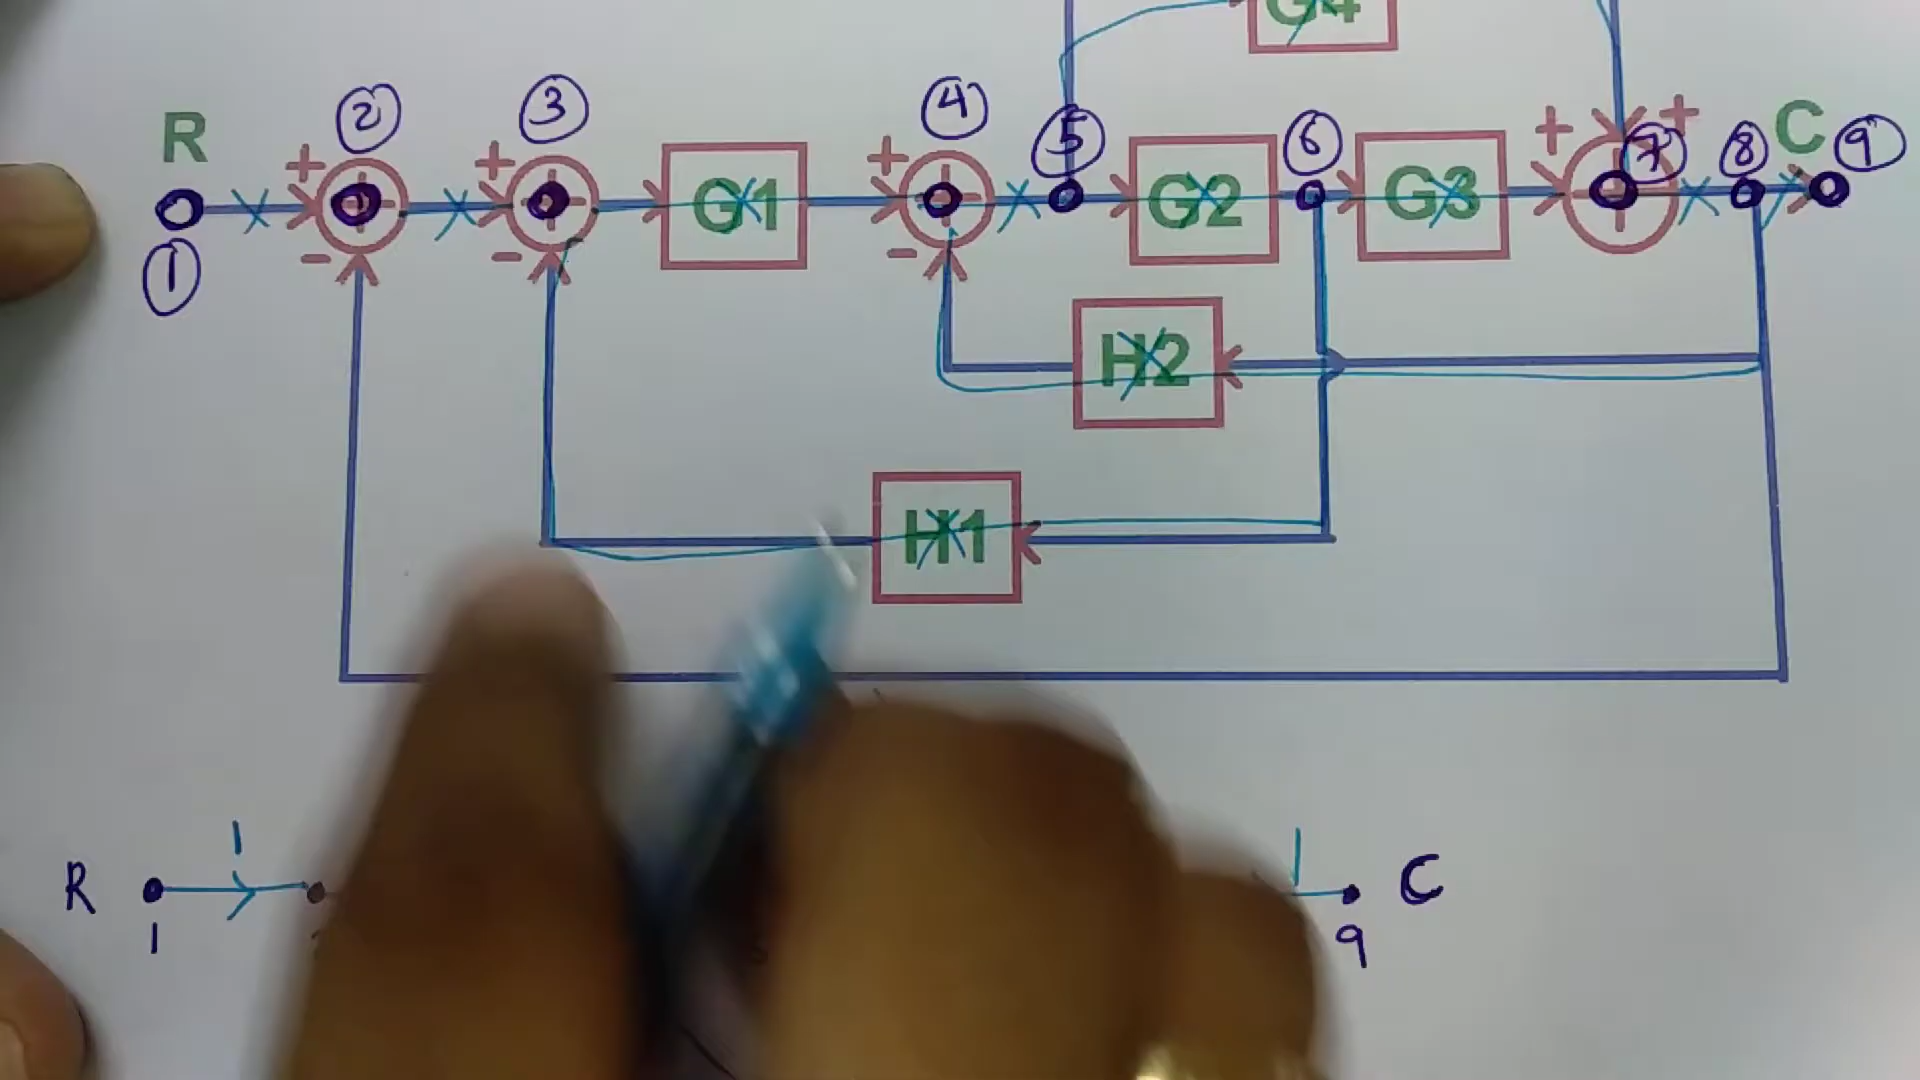 G4
R + 2 + 3 G1 + 4 5 G2 6 G3 + 7 + 8 C 9
1 - - -
H2
H1
1 1
R C
1 9